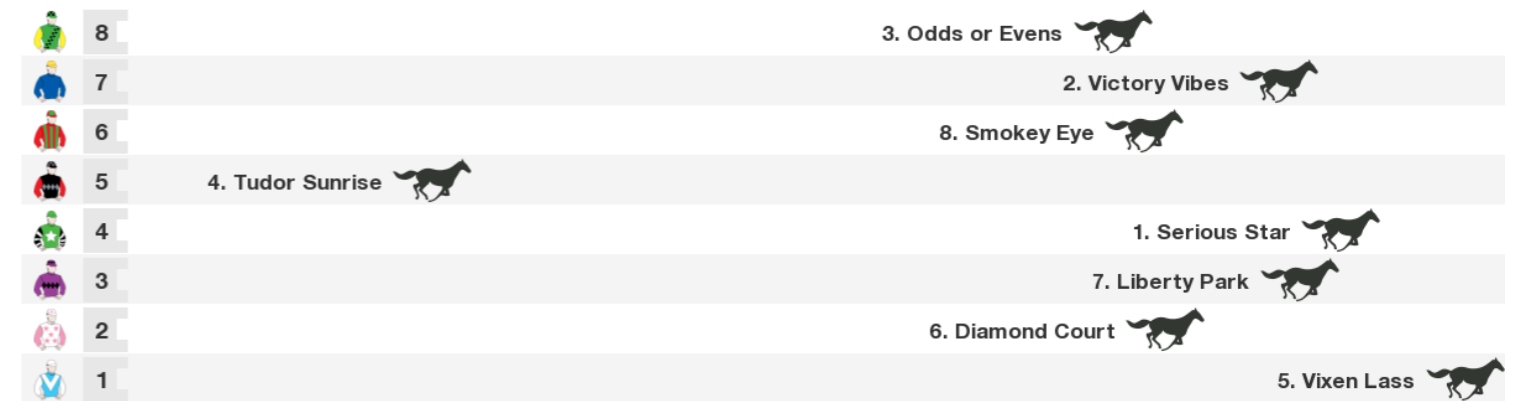 8 3. Odds or Evens
7 2. Victory Vibes
6 8. Smokey Eye
5 4. Tudor Sunrise
4 1. Serious Star
3 7. Liberty Park
2 6. Diamond Court
1 5. Vixen Lass